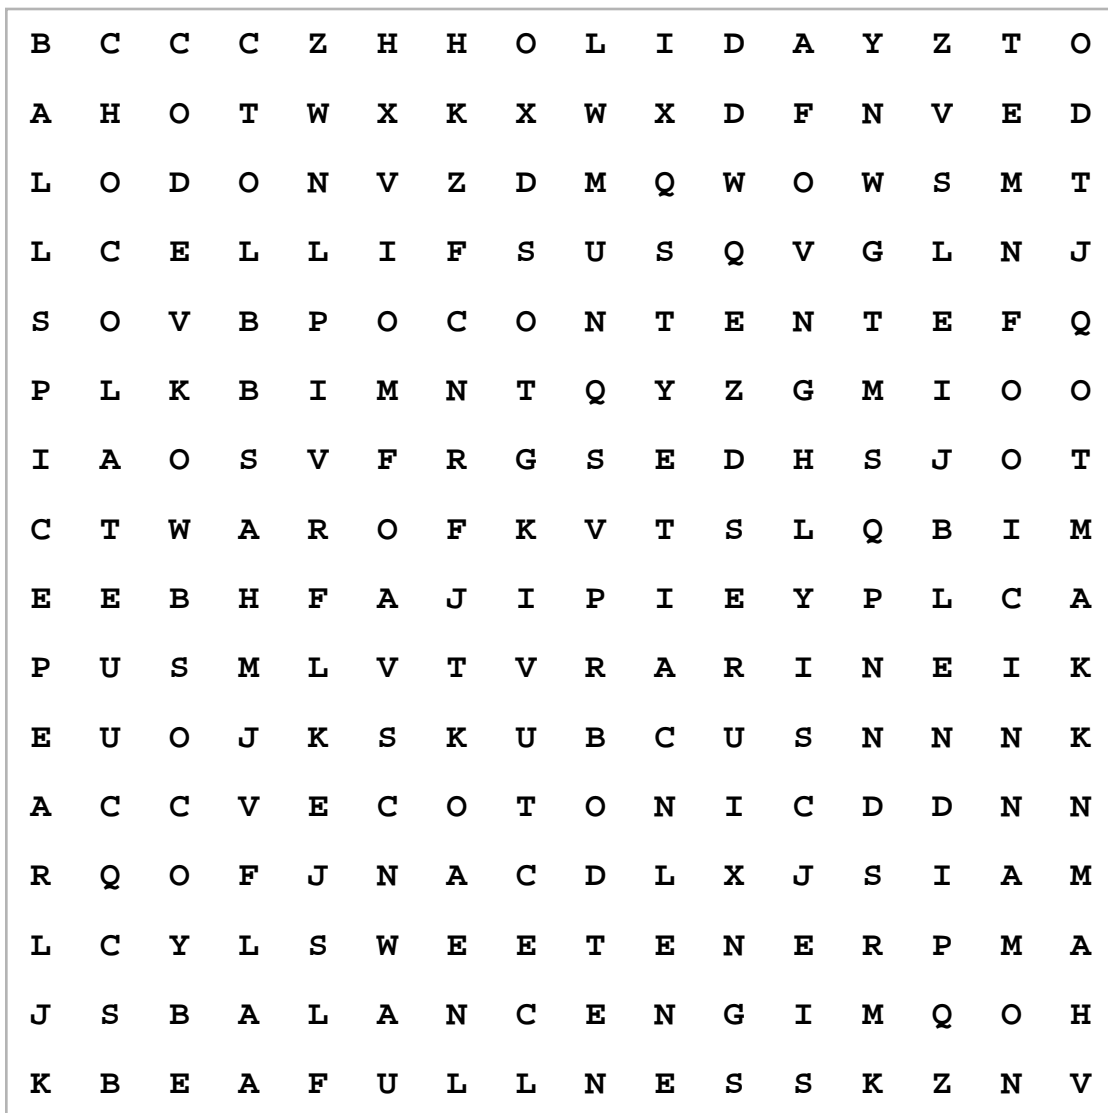 B C C C Z H H O L I D A Y Z T O
A H O T W X K X W X D F N V E D
L O D O N V Z D M Q W O W S M T
L C E L L I F S U S Q V G L N J
S O V B P O C O N T E N T E F Q
P L K B I M N T Q Y Z G M I O O
I A O S V F R G S E D H S J O T
C T W A R O F K V T S L Q B I M
E E B H F A J I P I E Y P L C A
P U S M L V T V R A R I N E I K
E U O J K S K U B C U S N N N K
A C C V E C O T O N I C D D N N
R Q O F J N A C D L X J S I A M
L C Y L S W E E T E N E R P M A
J S B A L A N C E N G I M Q O H
K B E A F U L L N E S S K Z N V